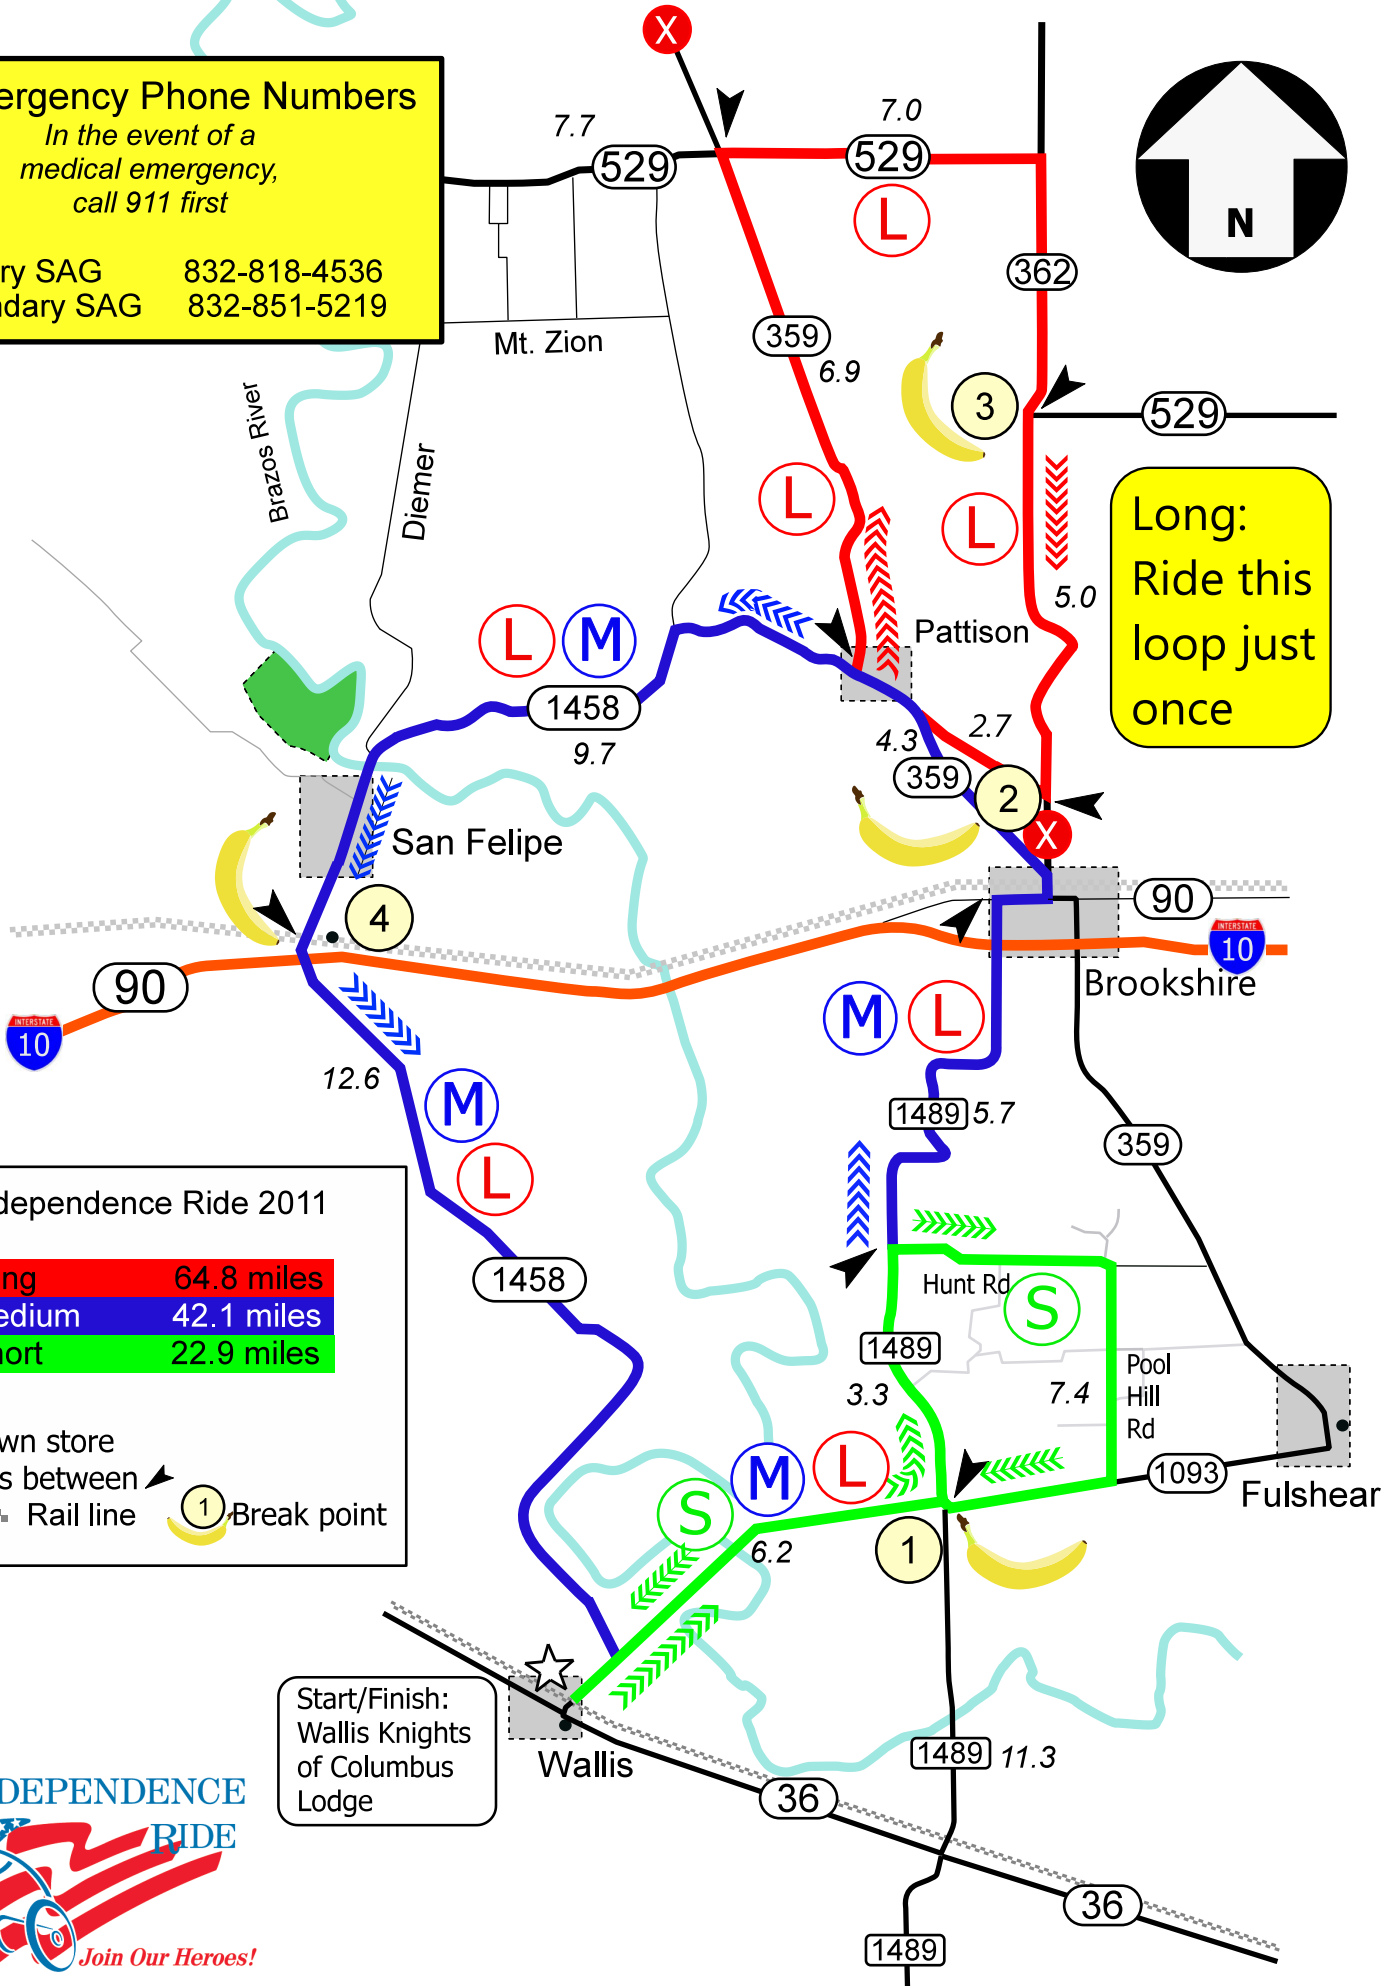 ergency Phone Numbers
In the event of a
medical emergency,
call 911 first
ry SAG 832-818-4536
dary SAG 832-851-5219
X
7.7
529
7.0
529
L
N
362
359
6.9
Mt. Zion
3
529
Brazos River
Diemer
L
L
Long:
Ride this
loop just
once
5.0
L M
1458
9.7
Pattison
4.3
2.7
359
2
X
San Felipe
4
90
90
INTERSTATE
10
Brookshire
INTERSTATE
10
M L
12.6
M
L
1489 5.7
359
1458
Hunt Rd
S
1489
3.3
7.4
Pool
Hill
Rd
1093
Fulshear
M L
S
6.2
1
dependence Ride 2011
ng 64.8 miles
edium 42.1 miles
ort 22.9 miles
wn store
s between
Rail line
1 Break point
Start/Finish:
Wallis Knights
of Columbus
Lodge
Wallis
36
1489 11.3
36
1489
DEPENDENCE
RIDE
Join Our Heroes!